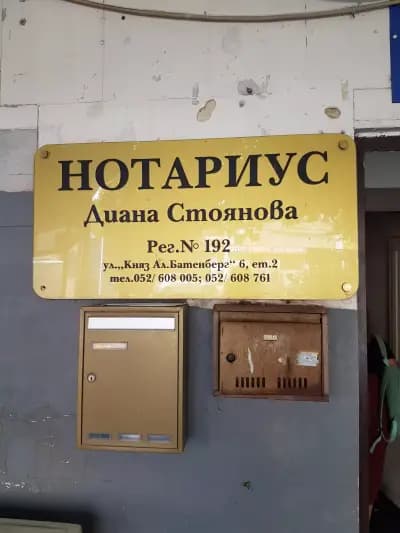 НОТАРИУС
Диана Стоянова
Рег.№ 192
ул.„Княз Ал.Батенберг“ 6, ет.2
тел.052/ 608 005; 052/ 608 761